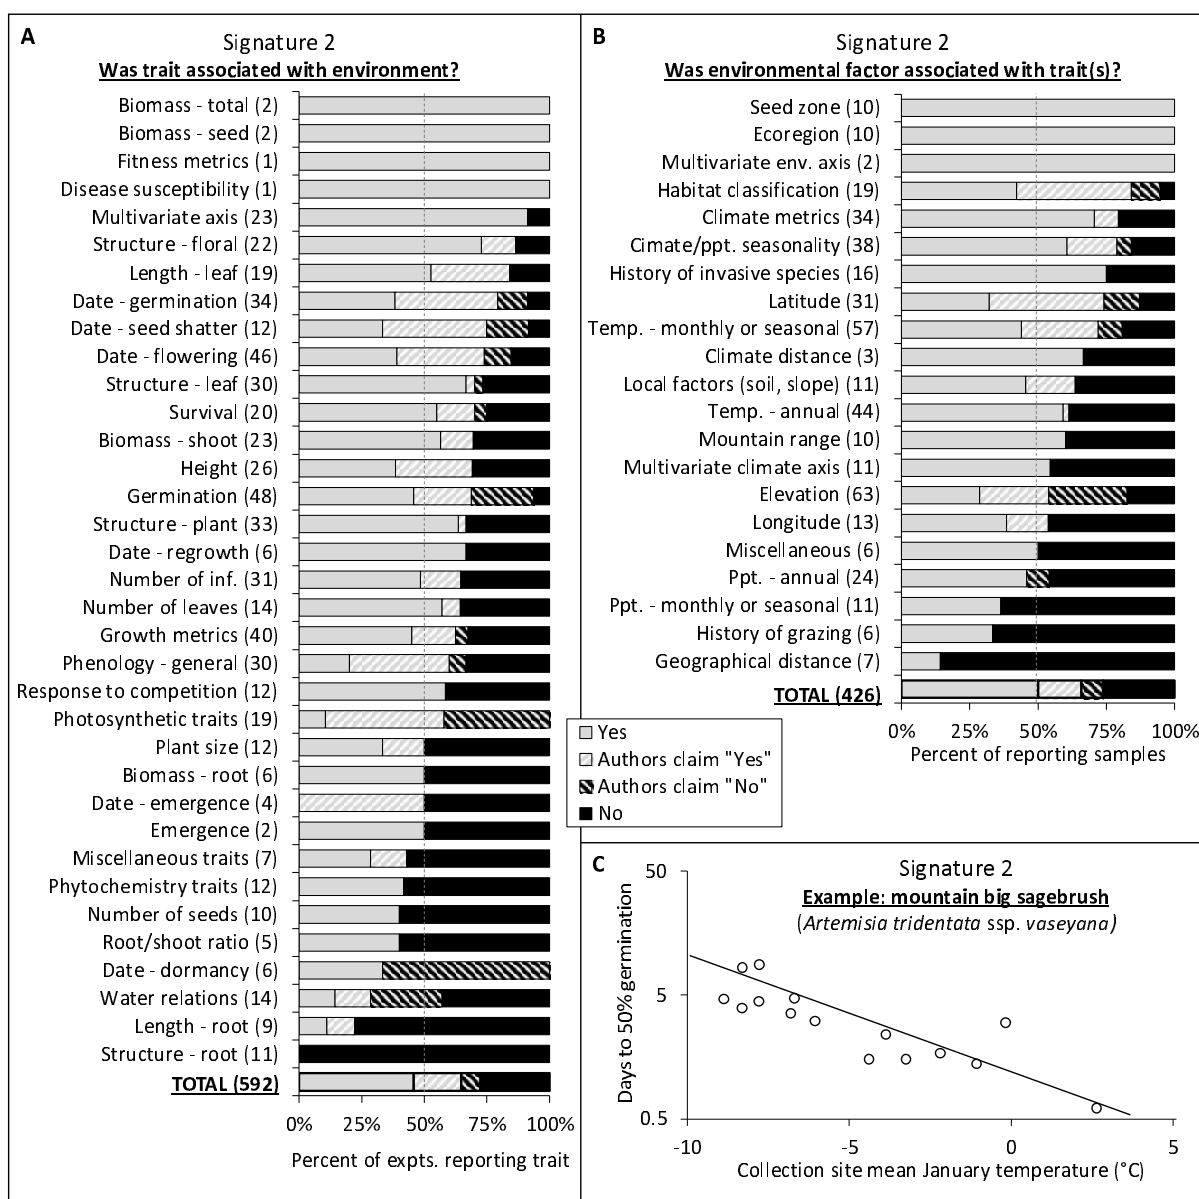 A
Signature 2
Was trait associated with environment?
Biomass - total (2)
Biomass - seed (2)
Fitness metrics (1)
Disease susceptibility (1)
Multivariate axis (23)
Structure - floral (22)
Length - leaf (19)
Date - germination (34)
Date - seed shatter (12)
Date - flowering (46)
Structure - leaf (30)
Survival (20)
Biomass - shoot (23)
Height (26)
Germination (48)
Structure - plant (33)
Date - regrowth (6)
Number of inf. (31)
Number of leaves (14)
Growth metrics (40)
Phenology - general (30)
Response to competition (12)
Photosynthetic traits (19)
Plant size (12)
Biomass - root (6)
Date - emergence (4)
Emergence (2)
Miscellaneous traits (7)
Phytochemistry traits (12)
Number of seeds (10)
Root/shoot ratio (5)
Date - dormancy (6)
Water relations (14)
Length - root (9)
Structure - root (11)
TOTAL (592)
0% 25% 50% 75% 100%
Percent of expts. reporting trait
B
Signature 2
Was environmental factor associated with trait(s)?
Seed zone (10)
Ecoregion (10)
Multivariate env. axis (2)
Habitat classification (19)
Climate metrics (34)
Cimate/ppt. seasonality (38)
History of invasive species (16)
Latitude (31)
Temp. - monthly or seasonal (57)
Climate distance (3)
Local factors (soil, slope) (11)
Temp. - annual (44)
Mountain range (10)
Multivariate climate axis (11)
Elevation (63)
Longitude (13)
Miscellaneous (6)
Ppt. - annual (24)
Ppt. - monthly or seasonal (11)
History of grazing (6)
Geographical distance (7)
TOTAL (426)
0% 25% 50% 75% 100%
Percent of reporting samples
Yes
Authors claim "Yes"
Authors claim "No"
No
C
Signature 2
Example: mountain big sagebrush
(Artemisia tridentata ssp. vaseyana)
Days to 50% germination
50
5
0.5
-10 -5 0 5
Collection site mean January temperature (°C)